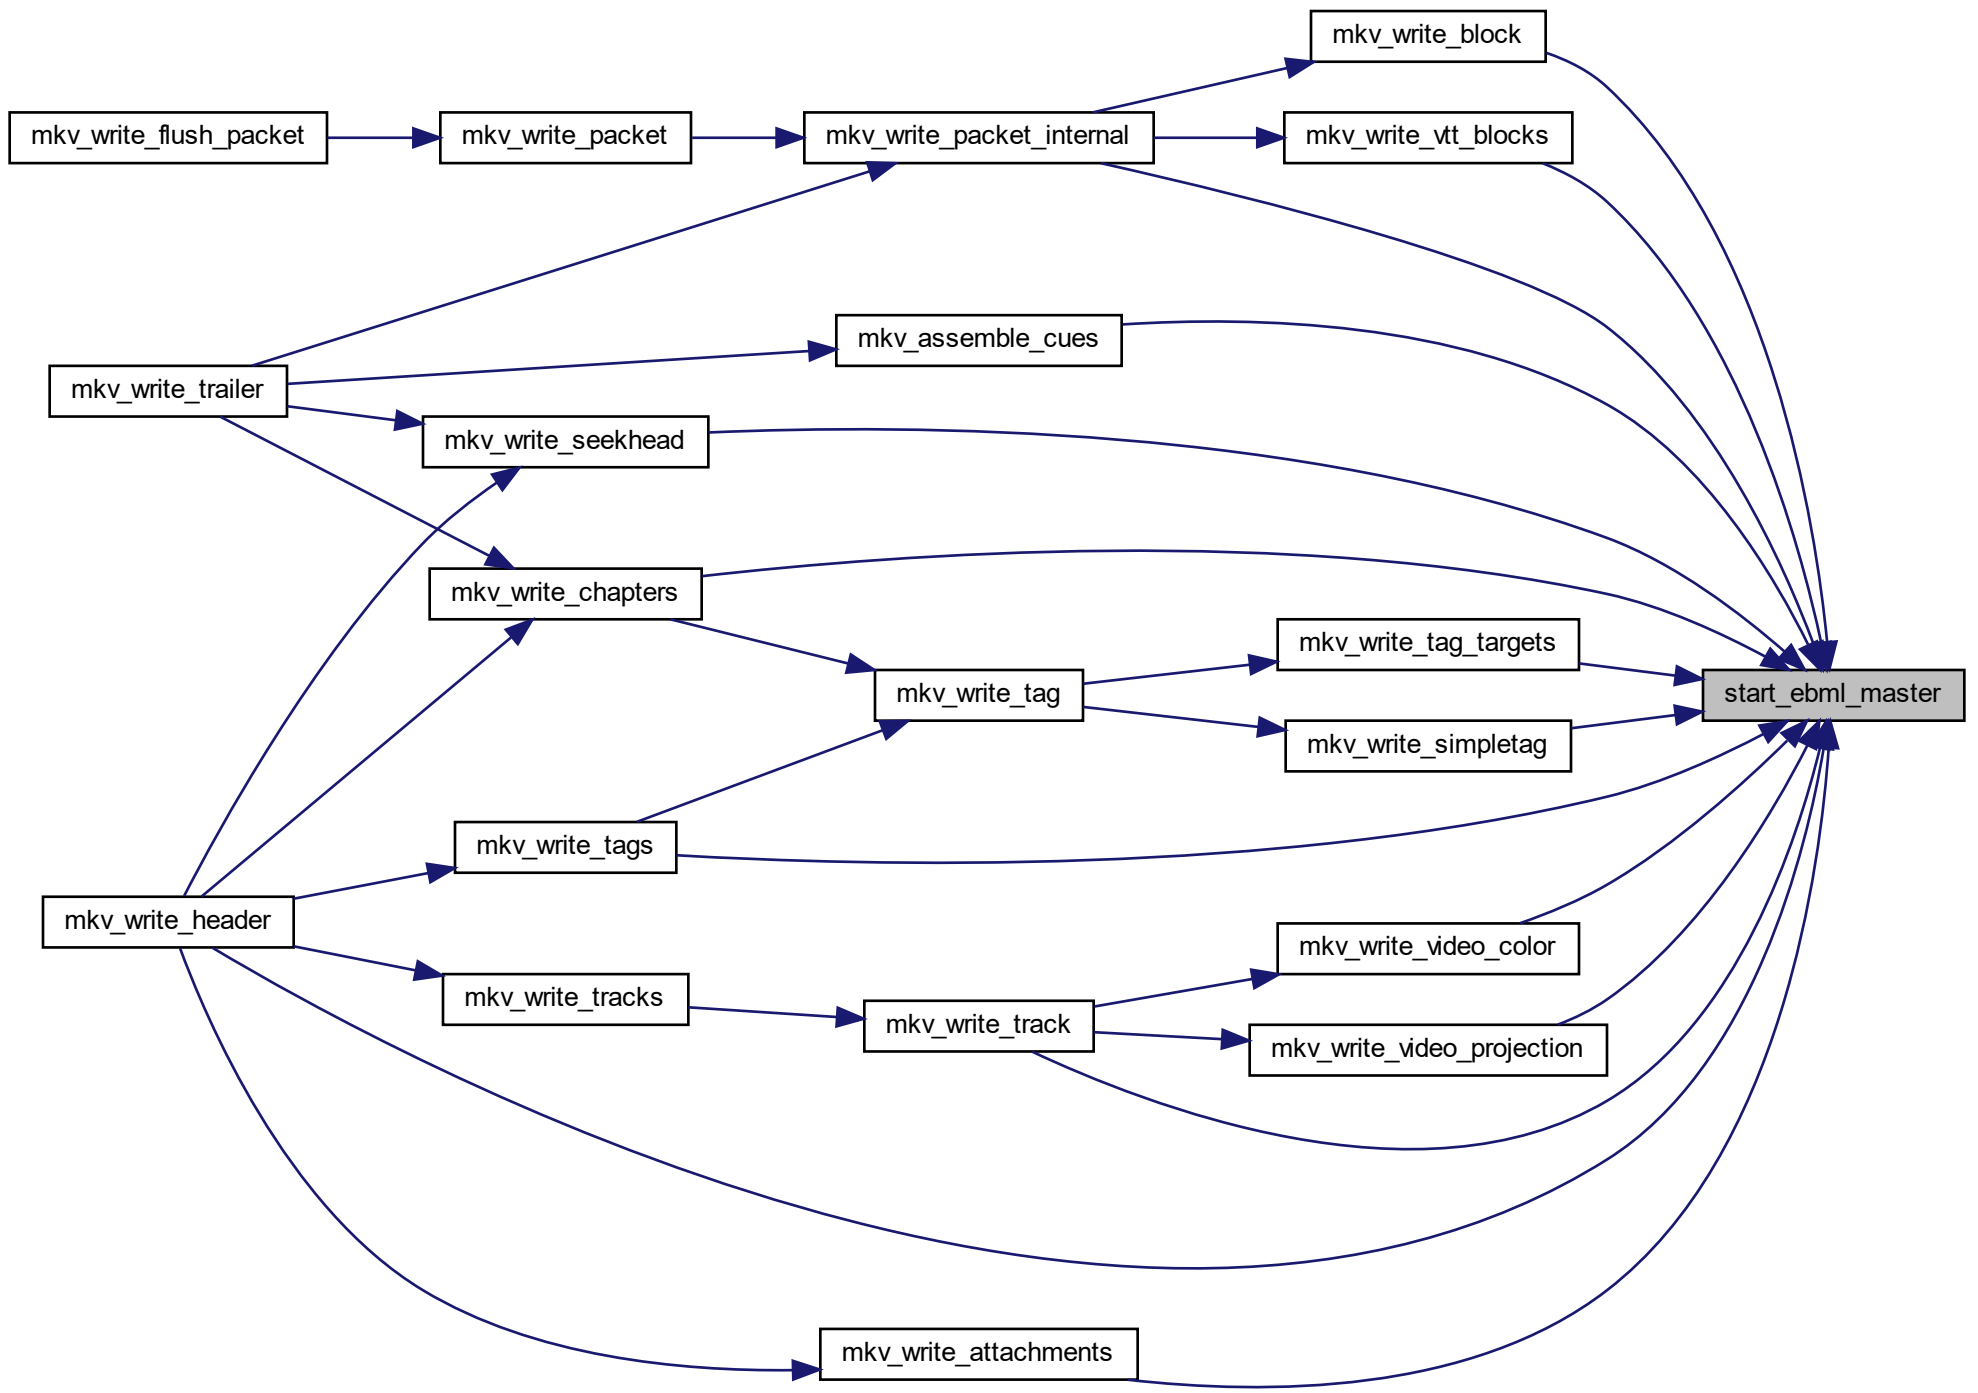 mkv_write_block
mkv_write_flush_packet
mkv_write_packet
mkv_write_packet_internal
mkv_write_vtt_blocks
mkv_assemble_cues
mkv_write_trailer
mkv_write_seekhead
mkv_write_chapters
mkv_write_tag_targets
mkv_write_tag
start_ebml_master
mkv_write_simpletag
mkv_write_tags
mkv_write_header
mkv_write_video_color
mkv_write_tracks
mkv_write_track
mkv_write_video_projection
mkv_write_attachments